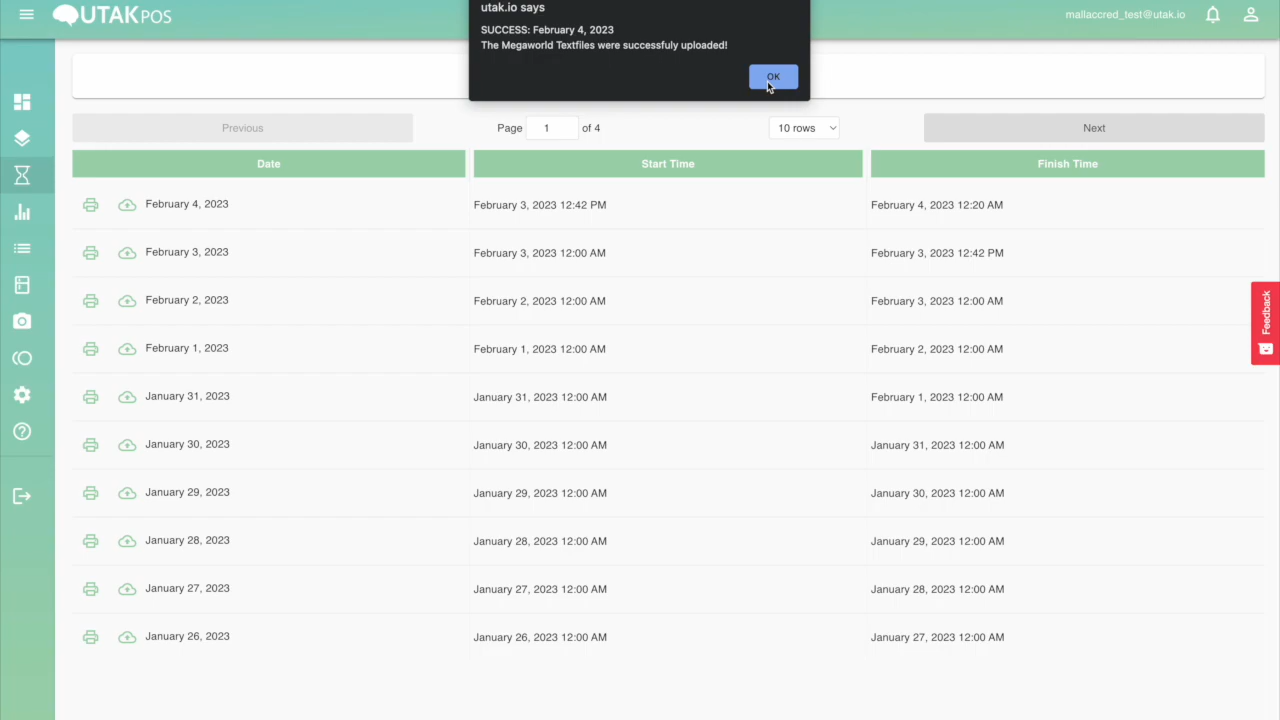 utak.io says
SUCCESS: February 4, 2023
The Megaworld Textfiles were successfuly uploaded!
OK
UTAKPOS
mallaccred_test@utak.io
Previous
Page 1 of 4
10 rows
Next
Date Start Time Finish Time
February 4, 2023 February 3, 2023 12:42 PM February 4, 2023 12:20 AM
February 3, 2023 February 3, 2023 12:00 AM February 3, 2023 12:42 PM
February 2, 2023 February 2, 2023 12:00 AM February 3, 2023 12:00 AM
February 1, 2023 February 1, 2023 12:00 AM February 2, 2023 12:00 AM
January 31, 2023 January 31, 2023 12:00 AM February 1, 2023 12:00 AM
January 30, 2023 January 30, 2023 12:00 AM January 31, 2023 12:00 AM
January 29, 2023 January 29, 2023 12:00 AM January 30, 2023 12:00 AM
January 28, 2023 January 28, 2023 12:00 AM January 29, 2023 12:00 AM
January 27, 2023 January 27, 2023 12:00 AM January 28, 2023 12:00 AM
January 26, 2023 January 26, 2023 12:00 AM January 27, 2023 12:00 AM
Feedback